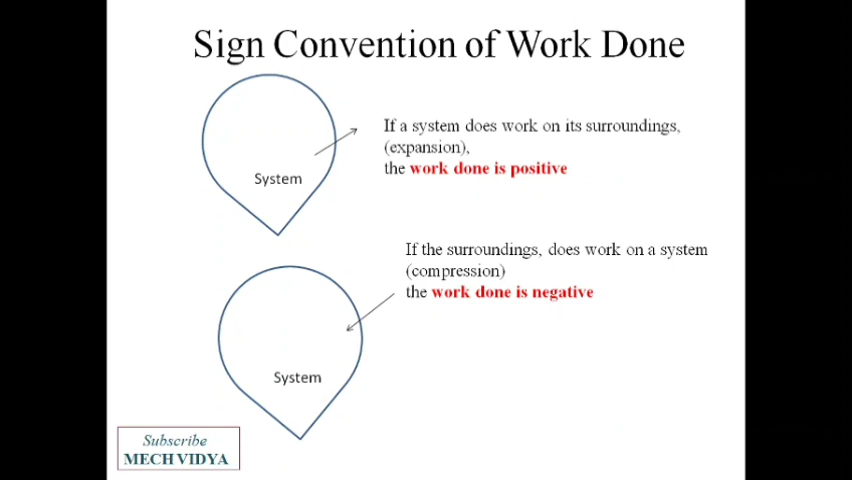 Sign Convention of Work Done
If a system does work on its surroundings,
(expansion),
the work done is positive
System
If the surroundings, does work on a system
(compression)
the work done is negative
System
Subscribe
MECH VIDYA